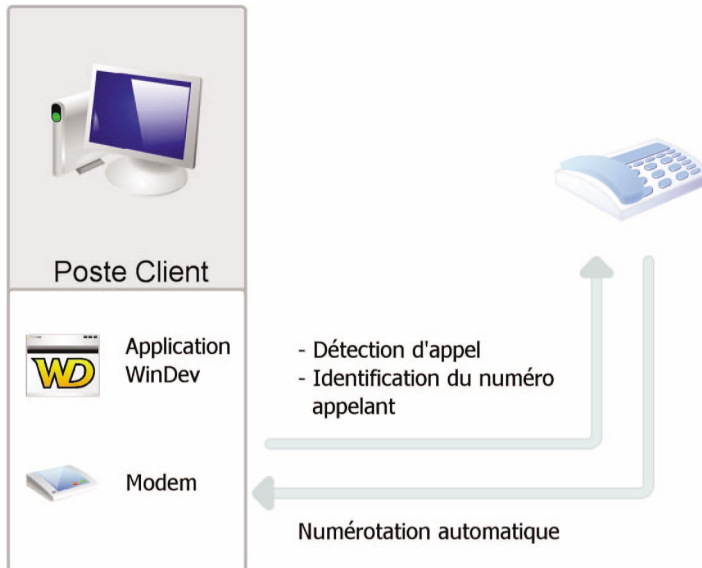 Poste Client
Application
WinDev
WD
Modem
- Détection d'appel
- Identification du numéro
appelant
Numérotation automatique